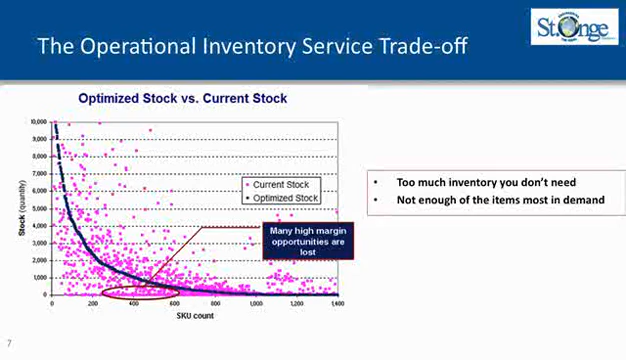 The Operational Inventory Service Trade-off
St.Onge
Optimized Stock vs. Current Stock
10,000
9,000
8,000
7,000
6,000
5,000
4,000
3,000
2,000
1,000
0
Stock (quantity)
• Current Stock
• Optimized Stock
Many high margin
opportunities are
lost
0 200 400 600 800 1,000 1,200 1,400
SKU count
• Too much inventory you don't need
• Not enough of the items most in demand
7